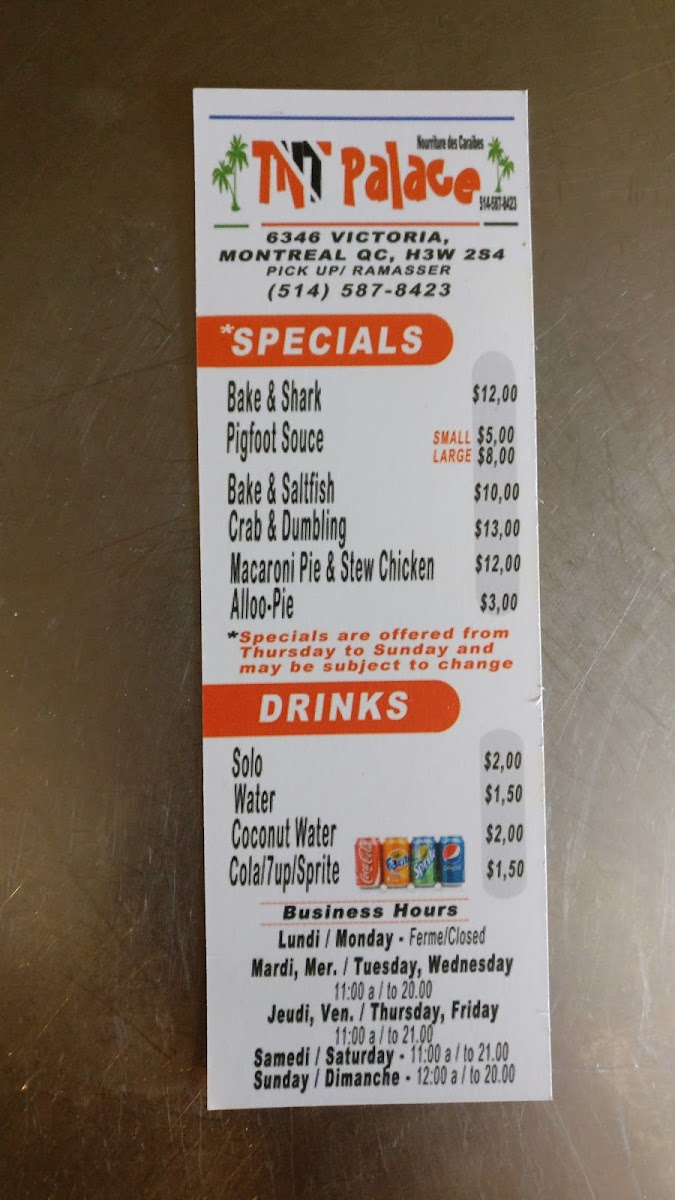 Nourriture des Caraibes
TNT Palace
514-587-8423
6346 VICTORIA,
MONTREAL QC, H3W 2S4
PICK UP/ RAMASSER
(514) 587-8423
*SPECIALS
Bake & Shark $12,00
Pigfoot Souce SMALL $5,00
LARGE $8,00
Bake & Saltfish $10,00
Crab & Dumbling $13,00
Macaroni Pie & Stew Chicken $12,00
Alloo-Pie $3,00
*Specials are offered from
Thursday to Sunday and
may be subject to change
DRINKS
Solo $2,00
Water $1,50
Coconut Water $2,00
Cola/7up/Sprite $1,50
Coca-Cola Fanta Sprite pepsi
Business Hours
Lundi / Monday - Ferme/Closed
Mardi, Mer. / Tuesday, Wednesday
11:00 a / to 20.00
Jeudi, Ven. / Thursday, Friday
11:00 a / to 21.00
Samedi / Saturday - 11:00 a / to 21.00
Sunday / Dimanche - 12:00 a / to 20.00